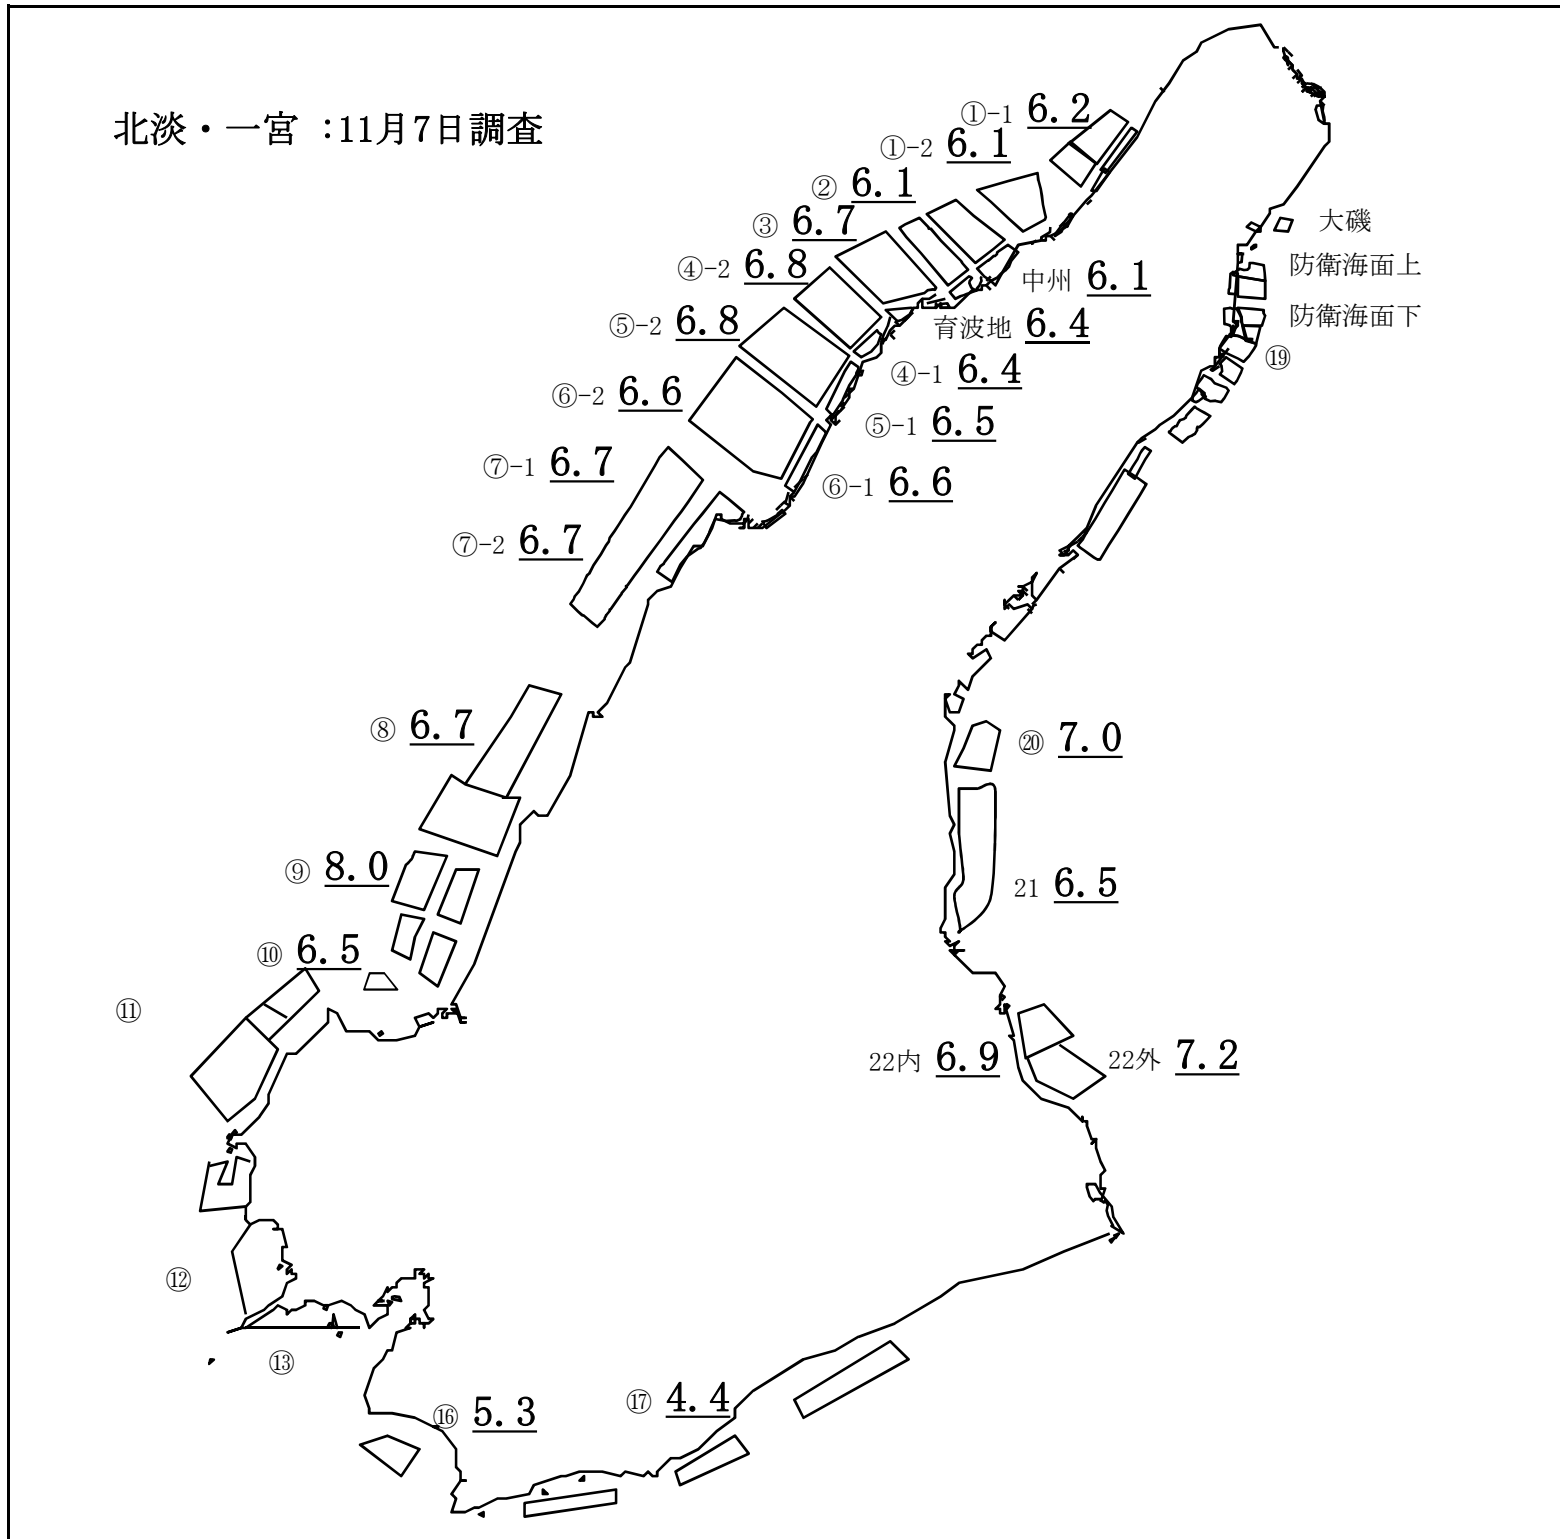 北淡・一宮 :11月7日調査
①-1 6.2
①-2 6.1
② 6.1
③ 6.7
④-2 6.8
⑤-2 6.8
⑥-2 6.6
⑦-1 6.7
⑦-2 6.7
中州 6.1
育波地 6.4
④-1 6.4
⑤-1 6.5
⑥-1 6.6
大磯
防衛海面上
防衛海面下
⑲
⑧ 6.7
⑳ 7.0
⑨ 8.0
21 6.5
⑩ 6.5
⑪
22内 6.9
22外 7.2
⑫
⑬
⑯ 5.3
⑰ 4.4